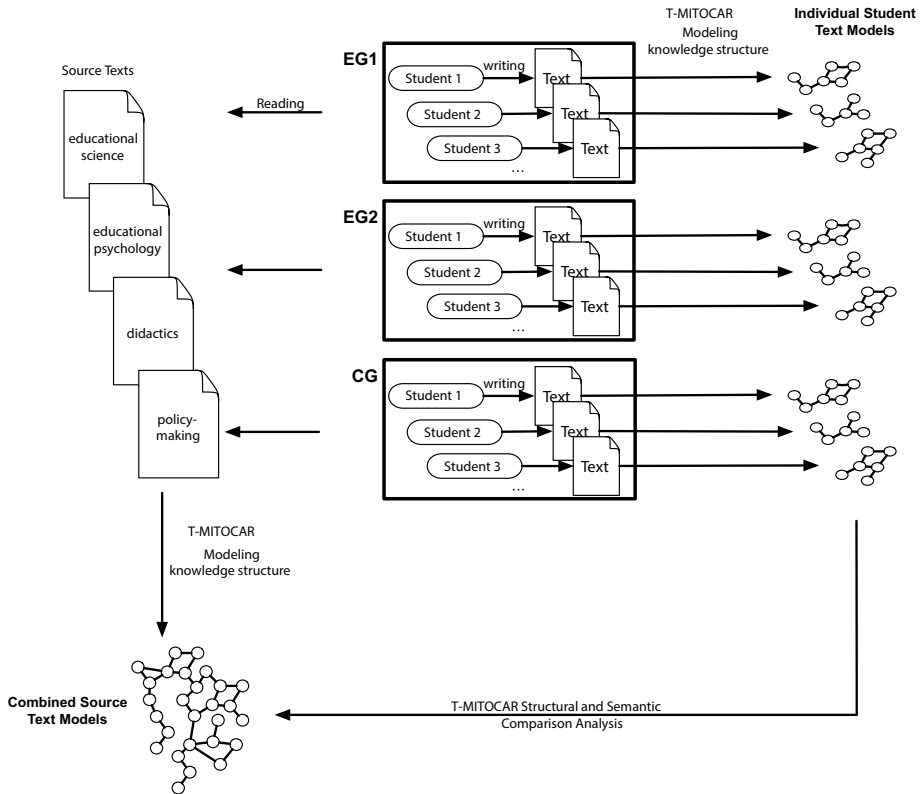 T-MITOCAR
Modeling
knowledge structure
Individual Student
Text Models
Source Texts
educational
science
educational
psychology
didactics
policy-
making
Reading
EG1
Student 1
writing
Text
Student 2
Text
Student 3
Text
...
EG2
Student 1
writing
Text
Student 2
Text
Student 3
Text
...
CG
Student 1
writing
Text
Student 2
Text
Student 3
Text
...
T-MITOCAR
Modeling
knowledge structure
Combined Source
Text Models
T-MITOCAR Structural and Semantic
Comparison Analysis